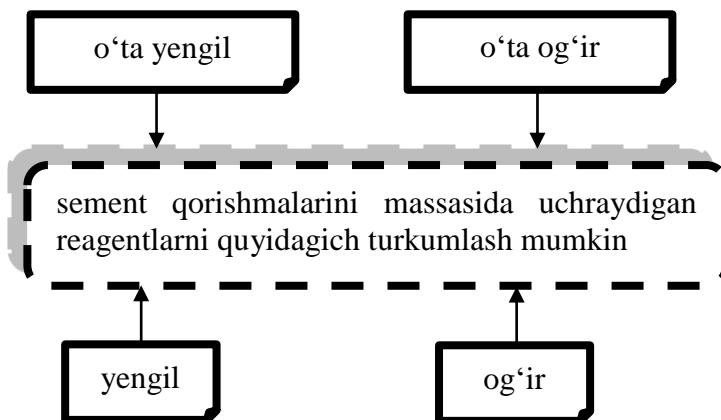 o‘ta yengil
o‘ta og‘ir
sement qorishmalarini massasida uchraydigan
reagentlarni quyidagich turkumlash mumkin
yengil
og‘ir